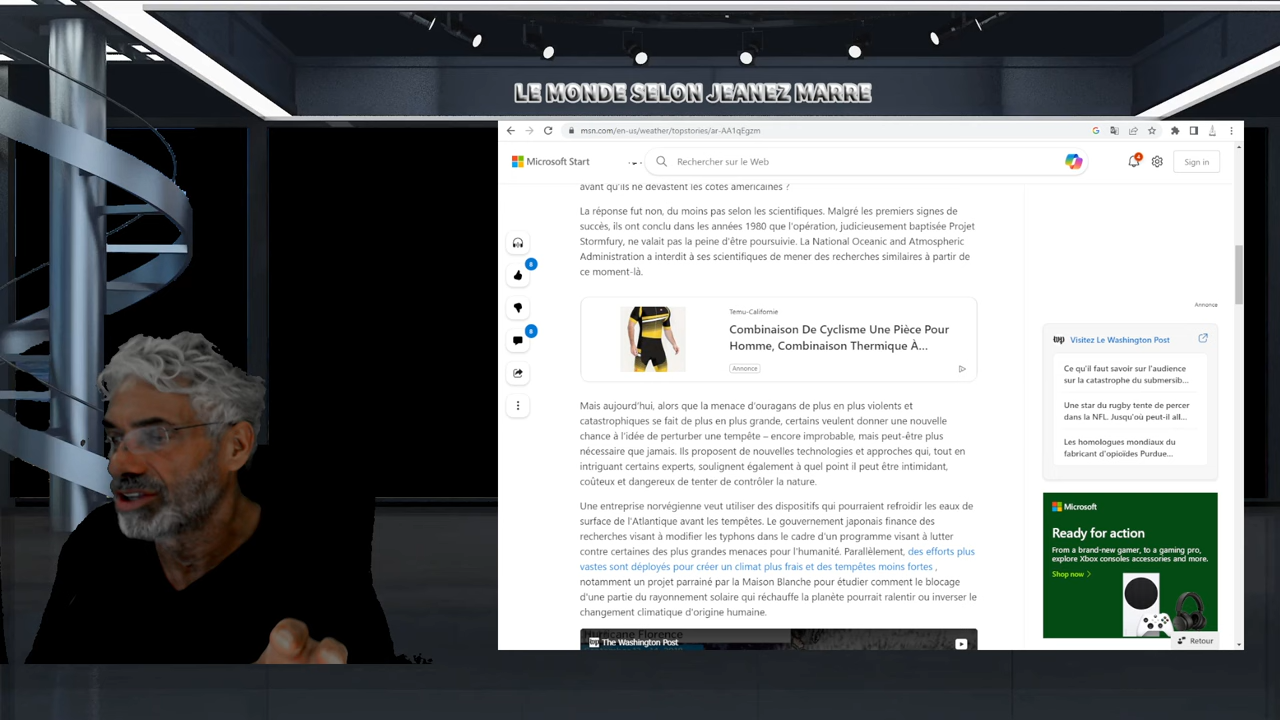 LE MONDE SELON JEANEZ MARRE
msn.com/en-us/weather/topstories/ar-AA1qEgzm
Microsoft Start
Rechercher sur le Web
4
Sign in
avant qu'ils ne dévastent les côtes américaines ?
La réponse fut non, du moins pas selon les scientifiques. Malgré les premiers signes de
succès, ils ont conclu dans les années 1980 que l'opération, judicieusement baptisée Projet
Stormfury, ne valait pas la peine d'être poursuivie. La National Oceanic and Atmospheric
Administration a interdit à ses scientifiques de mener des recherches similaires à partir de
ce moment-là.
8
8
Temu-Californie
Combinaison De Cyclisme Une Pièce Pour
Homme, Combinaison Thermique À...
Annonce
Mais aujourd'hui, alors que la menace d'ouragans de plus en plus violents et
catastrophiques se fait de plus en plus grande, certains veulent donner une nouvelle
chance à l'idée de perturber une tempête – encore improbable, mais peut-être plus
nécessaire que jamais. Ils proposent de nouvelles technologies et approches qui, tout en
intriguant certains experts, soulignent également à quel point il peut être intimidant,
coûteux et dangereux de tenter de contrôler la nature.
Une entreprise norvégienne veut utiliser des dispositifs qui pourraient refroidir les eaux de
surface de l'Atlantique avant les tempêtes. Le gouvernement japonais finance des
recherches visant à modifier les typhons dans le cadre d'un programme visant à lutter
contre certaines des plus grandes menaces pour l'humanité. Parallèlement, des efforts plus
vastes sont déployés pour créer un climat plus frais et des tempêtes moins fortes ,
notamment un projet parrainé par la Maison Blanche pour étudier comment le blocage
d'une partie du rayonnement solaire qui réchauffe la planète pourrait ralentir ou inverser le
changement climatique d'origine humaine.
Hurricane Florence
The Washington Post
Annonce
wp Visitez Le Washington Post
Ce qu'il faut savoir sur l'audience
sur la catastrophe du submersib...
Une star du rugby tente de percer
dans la NFL. Jusqu'où peut-il all...
Les homologues mondiaux du
fabricant d'opioïdes Purdue...
Microsoft
Ready for action
From a brand-new gamer, to a gaming pro,
explore Xbox consoles accessories and more.
Shop now
Retour